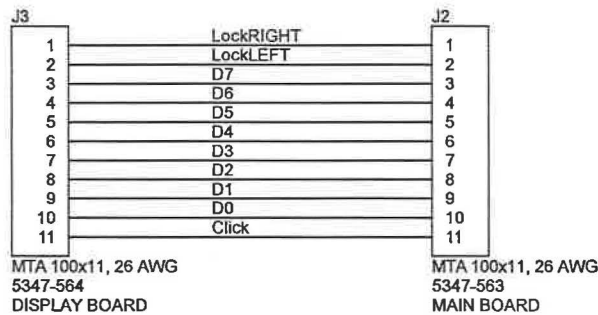 J3 J2
1 LockRIGHT 1
2 LockLEFT 2
3 D7 3
4 D6 4
5 D5 5
6 D4 6
7 D3 7
8 D2 8
9 D1 9
10 D0 10
11 Click 11
MTA 100x11, 26 AWG MTA 100x11, 26 AWG
5347-564 5347-563
DISPLAY BOARD MAIN BOARD